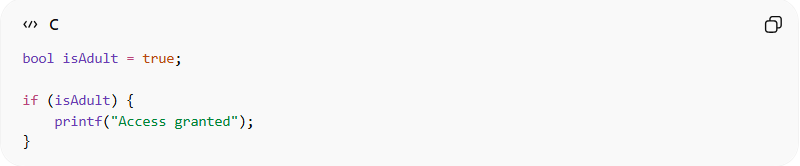 C
bool isAdult = true;
if (isAdult) {
    printf("Access granted");
}